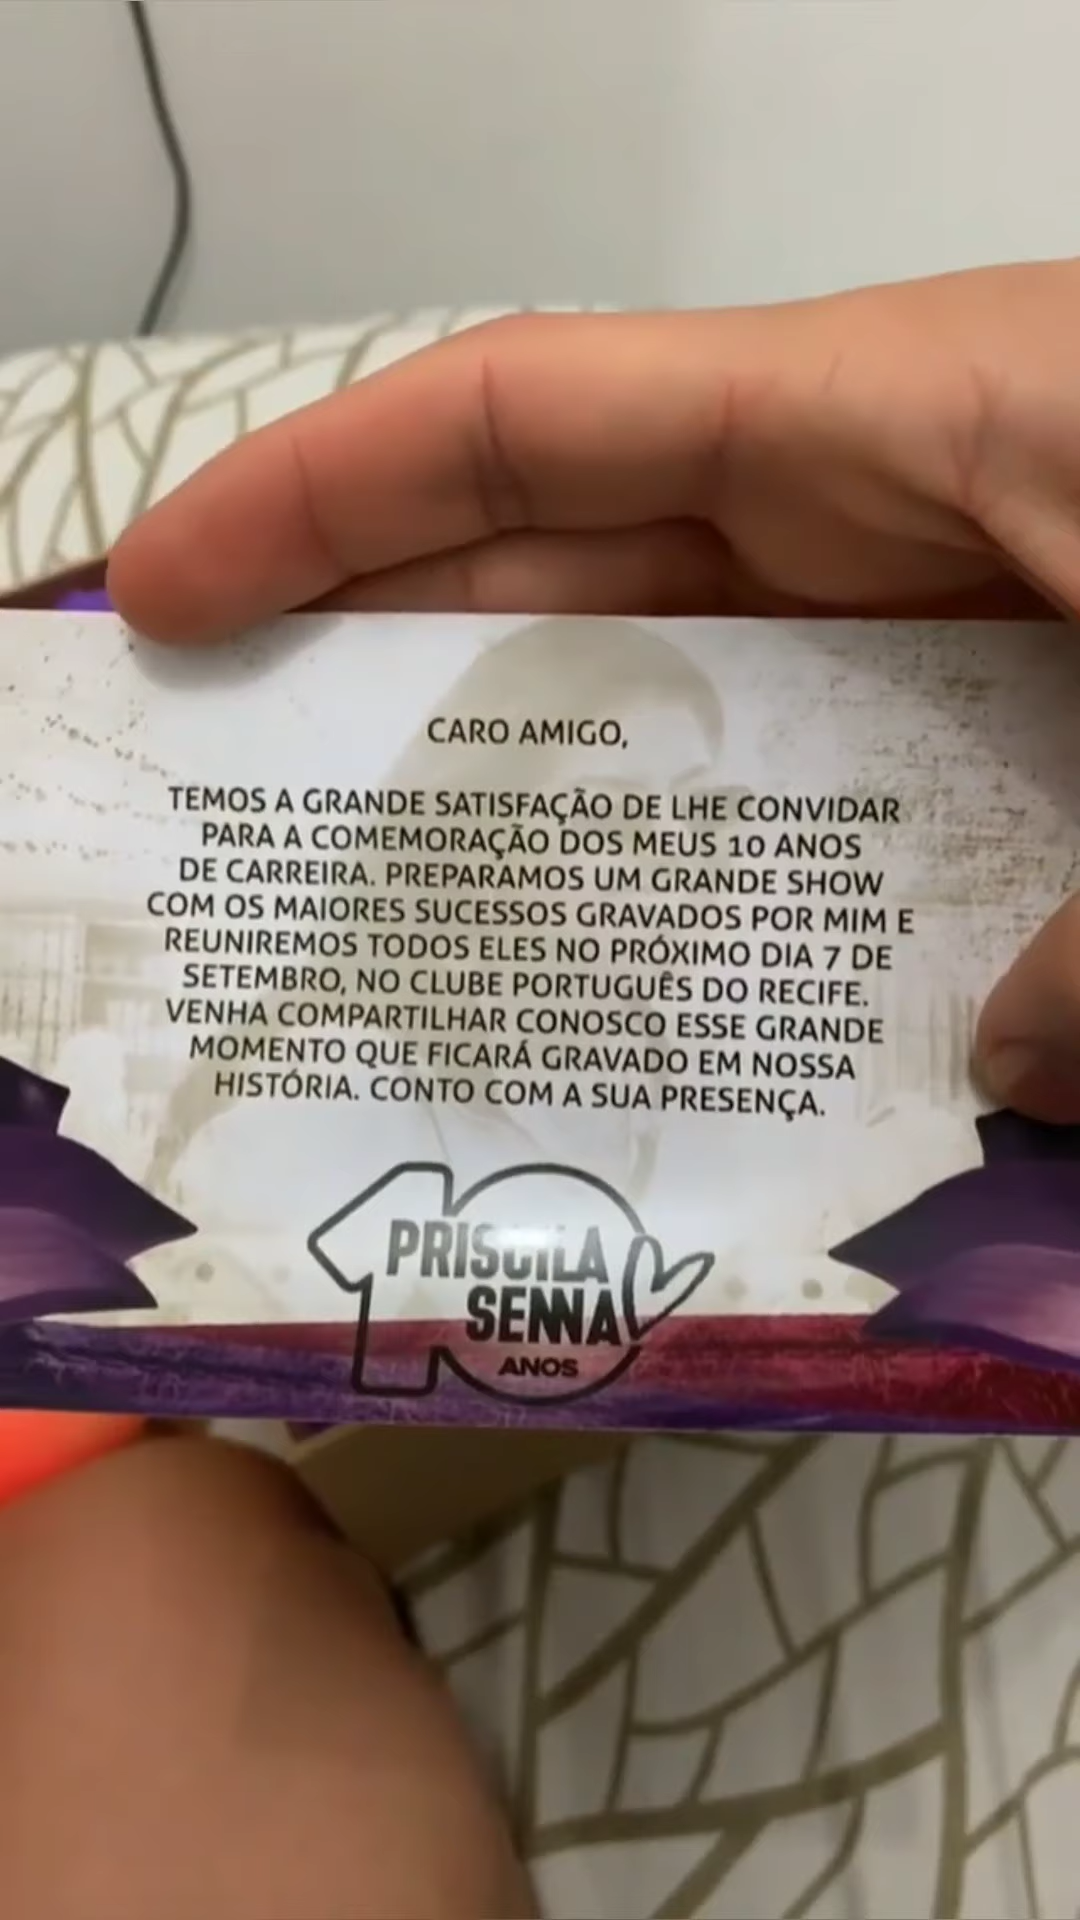 CARO AMIGO,
TEMOS A GRANDE SATISFAÇÃO DE LHE CONVIDAR
PARA A COMEMORAÇÃO DOS MEUS 10 ANOS
DE CARREIRA. PREPARAMOS UM GRANDE SHOW
COM OS MAIORES SUCESSOS GRAVADOS POR MIM E
REUNIREMOS TODOS ELES NO PRÓXIMO DIA 7 DE
SETEMBRO, NO CLUBE PORTUGUÊS DO RECIFE.
VENHA COMPARTILHAR CONOSCO ESSE GRANDE
MOMENTO QUE FICARÁ GRAVADO EM NOSSA
HISTÓRIA. CONTO COM A SUA PRESENÇA.
10
PRISCILA
SENNA
ANOS